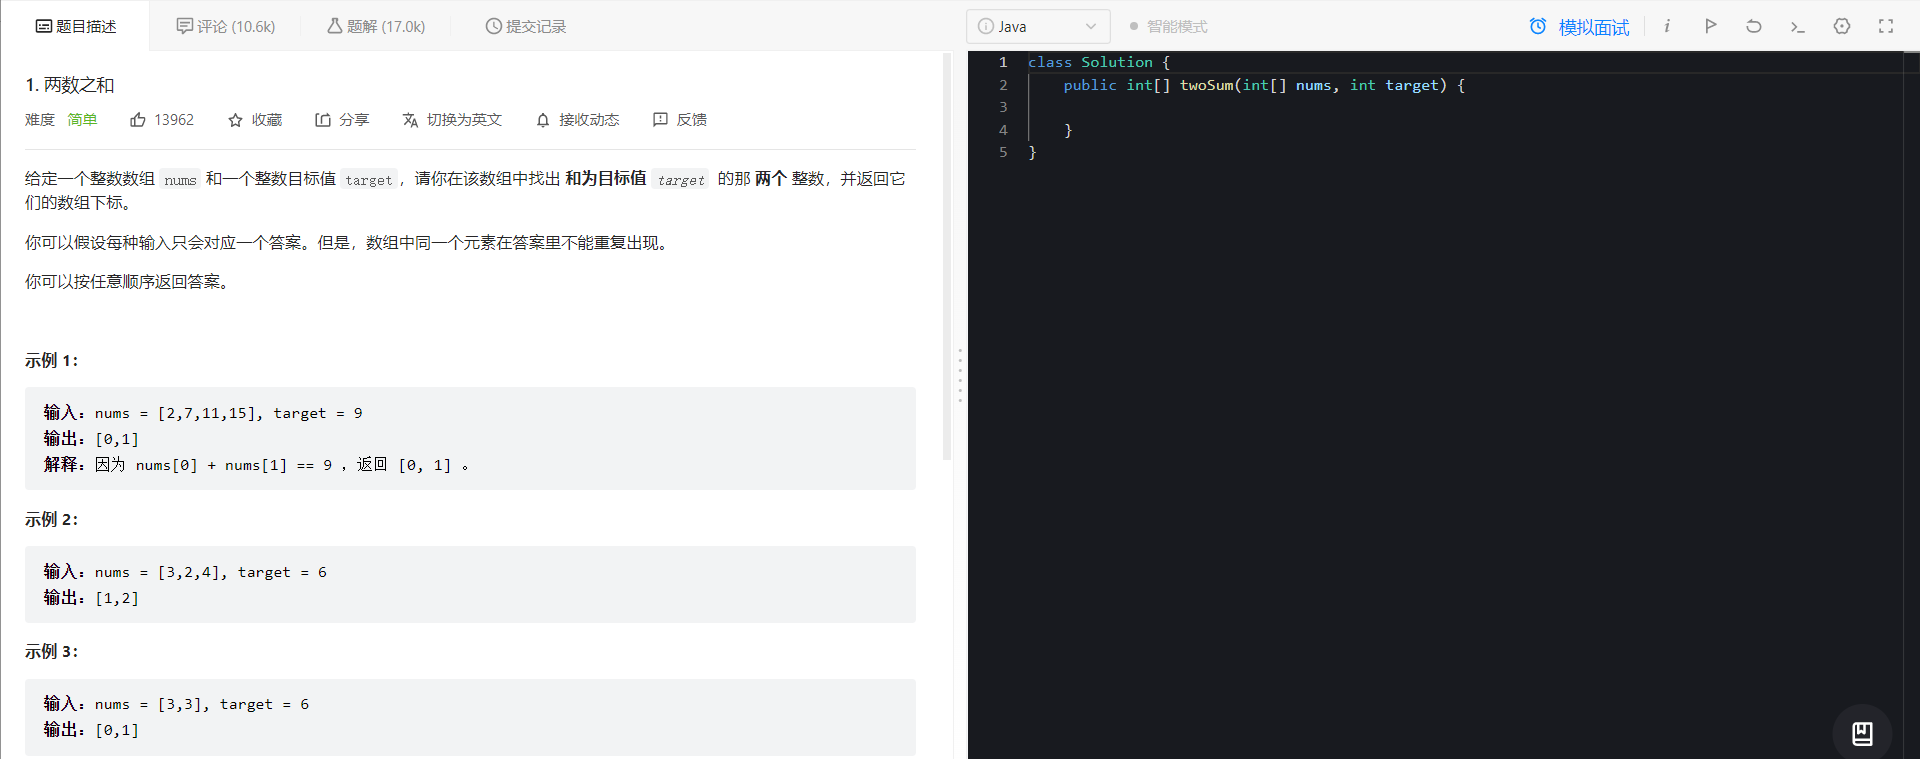 题目描述 评论 (10.6k) 题解 (17.0k) 提交记录
1. 两数之和
难度 简单 13962 收藏 分享 切换为英文 接收动态 反馈
给定一个整数数组 nums 和一个整数目标值 target，请你在该数组中找出 和为目标值 target 的那 两个 整数，并返回它
们的数组下标。
你可以假设每种输入只会对应一个答案。但是，数组中同一个元素在答案里不能重复出现。
你可以按任意顺序返回答案。
示例 1：
输入：nums = [2,7,11,15], target = 9
输出：[0,1]
解释：因为 nums[0] + nums[1] == 9 ，返回 [0, 1] 。
示例 2：
输入：nums = [3,2,4], target = 6
输出：[1,2]
示例 3：
输入：nums = [3,3], target = 6
输出：[0,1]
Java 智能模式 模拟面试
1 class Solution {
2     public int[] twoSum(int[] nums, int target) {
3
4     }
5 }